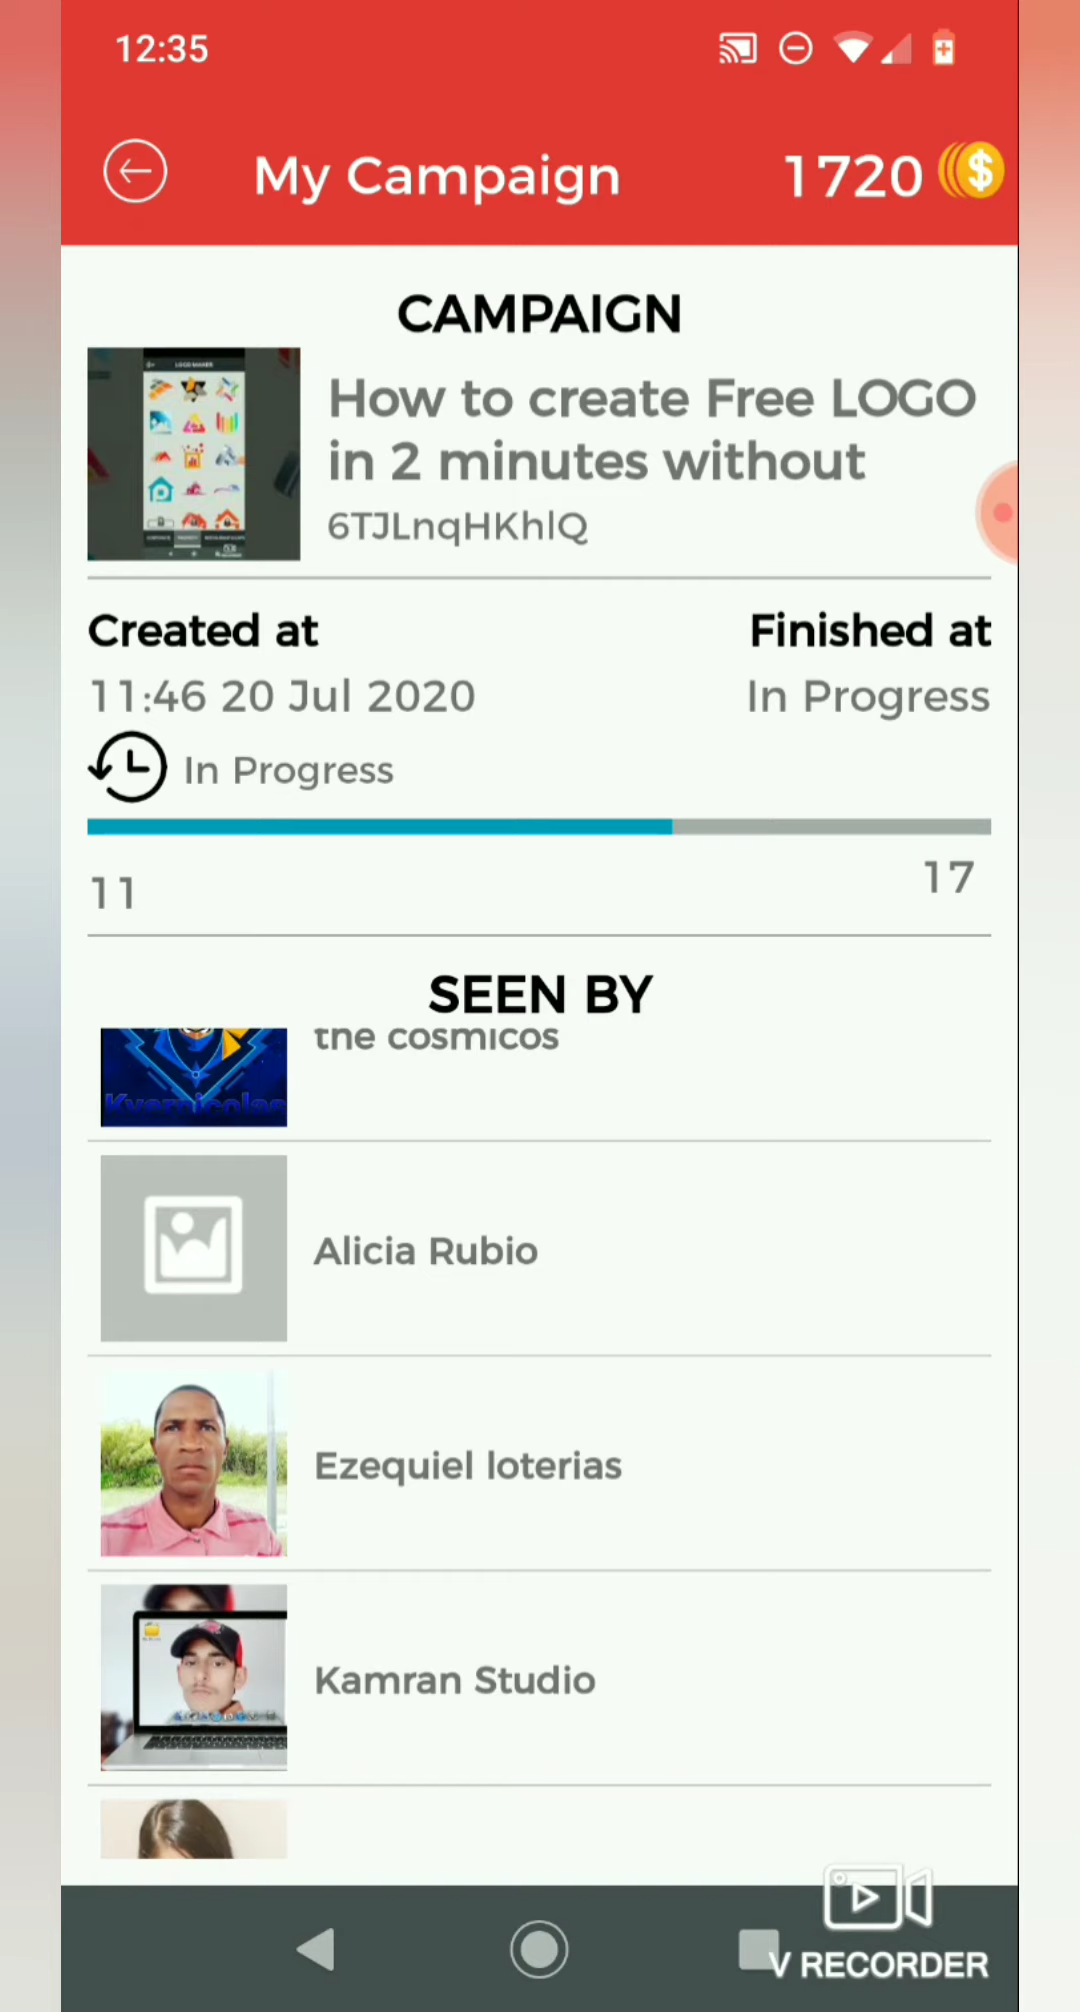 12:35
My Campaign
1720
CAMPAIGN
LOGO MAKER
How to create Free LOGO
in 2 minutes without
6TJLnqHKhlQ
Created at
Finished at
11:46 20 Jul 2020
In Progress
In Progress
11
17
SEEN BY
the cosmicos
Alicia Rubio
Ezequiel loterias
Kamran Studio
V RECORDER